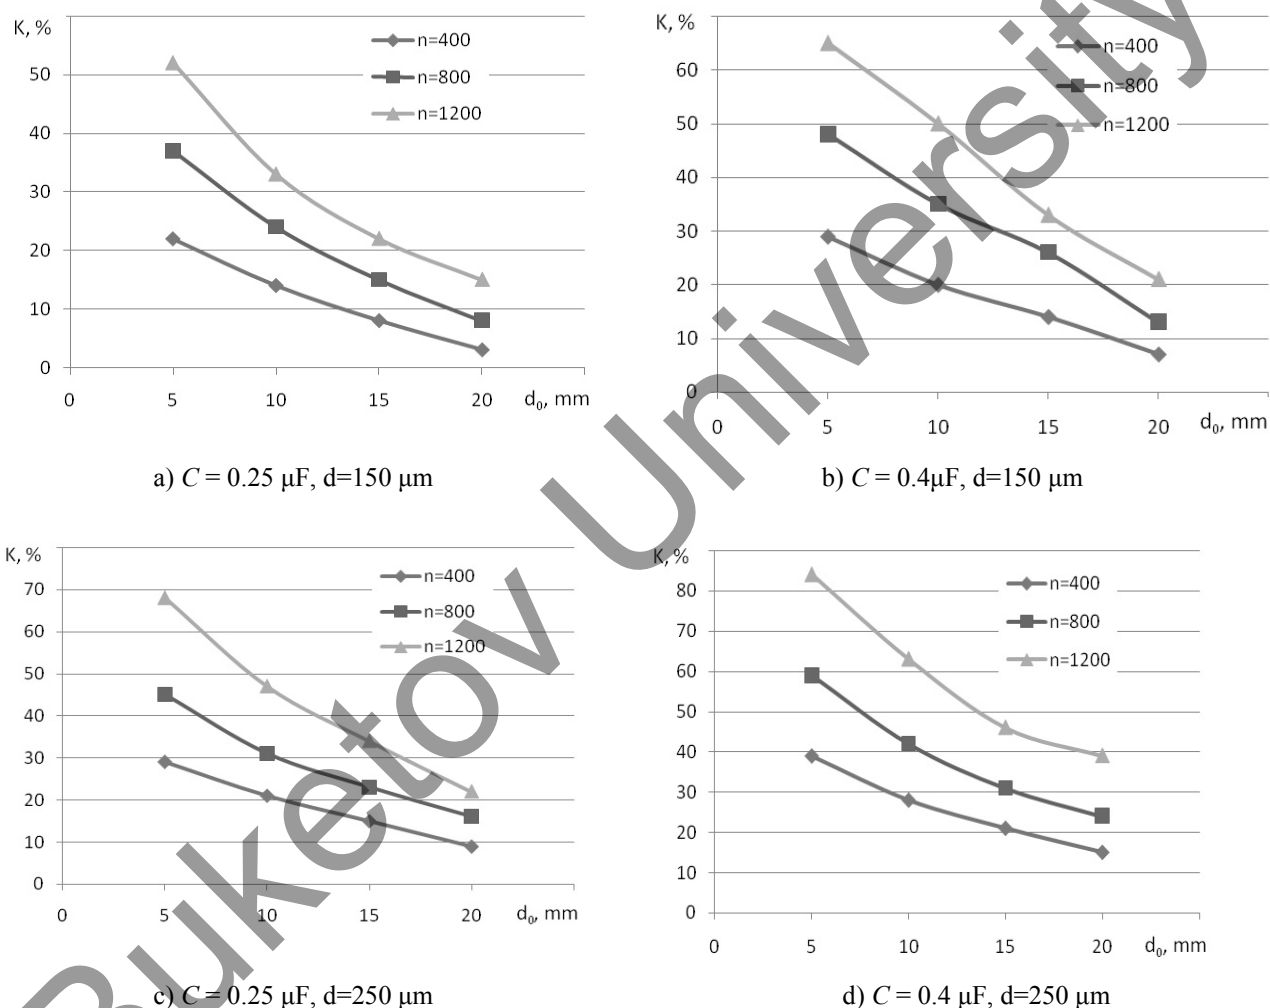 K, %
n=400
n=800
n=1200
50
40
30
20
10
0
0 5 10 15 20 d₀, mm
a) C = 0.25 μF, d=150 μm
K, %
n=400
n=800
n=1200
60
50
40
30
20
10
0
0 5 10 15 20 d₀, mm
b) C = 0.4μF, d=150 μm
K, %
n=400
n=800
n=1200
70
60
50
40
30
20
10
0
0 5 10 15 20 d₀, mm
c) C = 0.25 μF, d=250 μm
K, %
n=400
n=800
n=1200
80
70
60
50
40
30
20
10
0
0 5 10 15 20 d₀, mm
d) C = 0.4 μF, d=250 μm
Buketov University